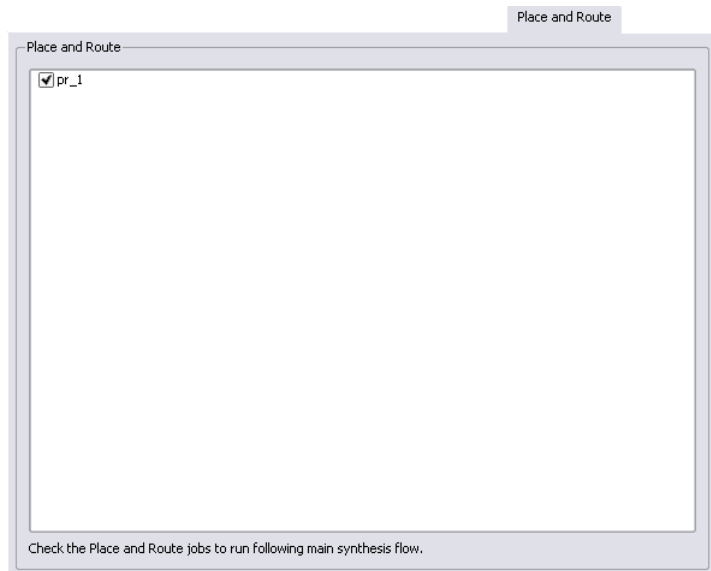 Place and Route
Place and Route
pr_1
Check the Place and Route jobs to run following main synthesis flow.